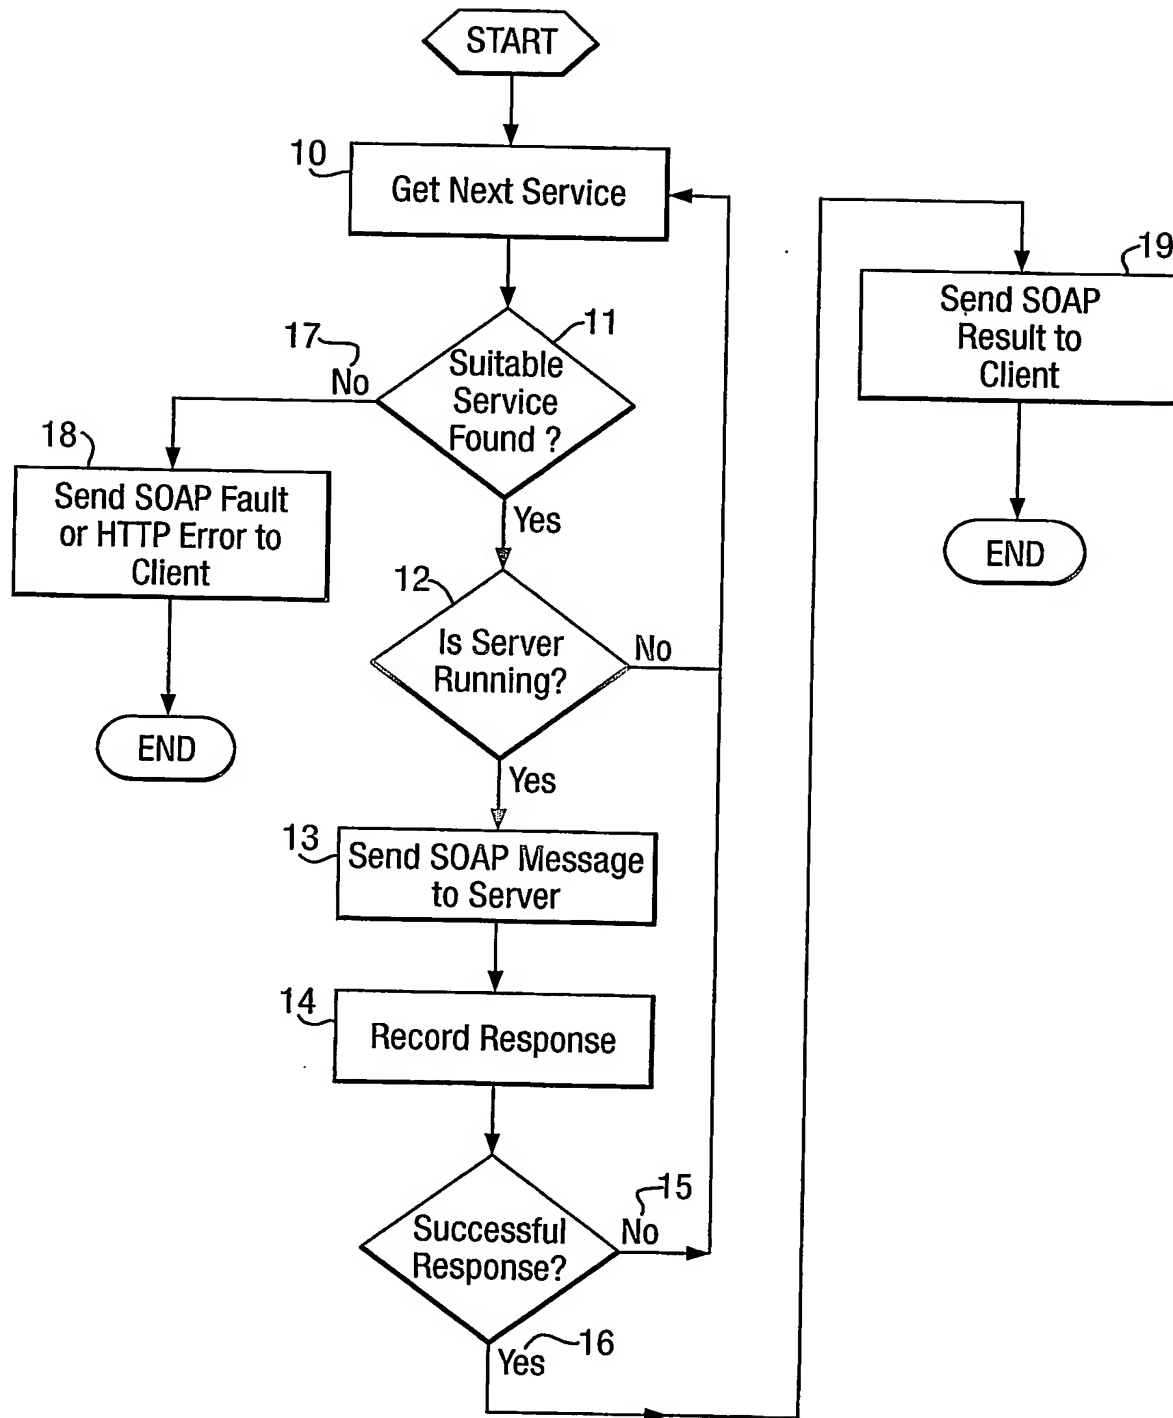 START
10
Get Next Service
11
Suitable
Service
Found ?
17
No
18
Send SOAP Fault
or HTTP Error to
Client
END
Yes
12
Is Server
Running?
No
Yes
13
Send SOAP Message
to Server
14
Record Response
Successful
Response?
15
No
16
Yes
19
Send SOAP
Result to
Client
END